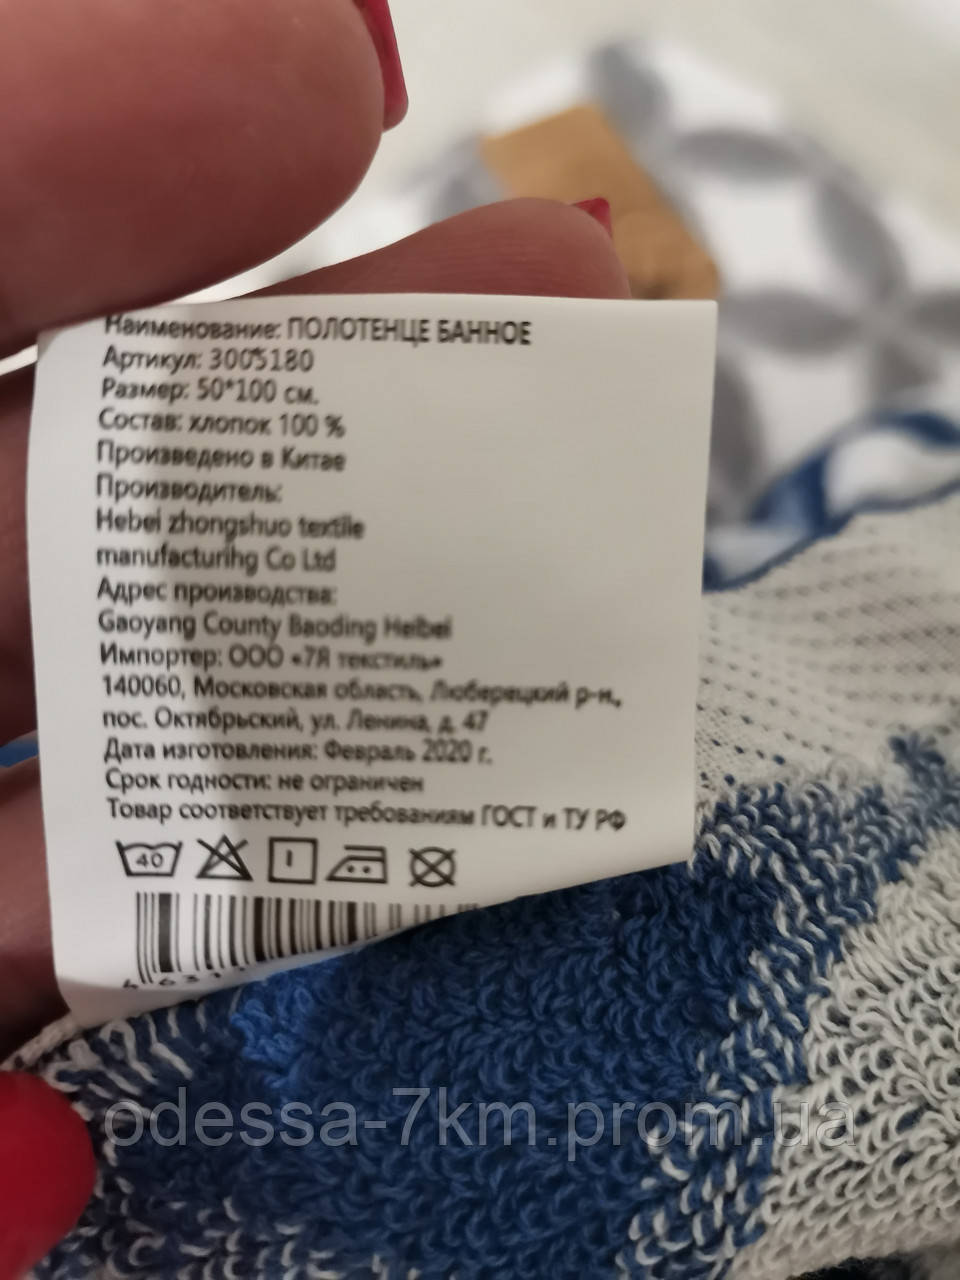 Наименование: ПОЛОТЕНЦЕ БАННОЕ
Артикул: 3005180
Размер: 50*100 см.
Состав: хлопок 100 %
Произведено в Китае
Производитель:
Hebei zhongshuo textile
manufacturihg Co Ltd
Адрес производства:
Gaoyang County Baoding Heibei
Импортер: ООО «7Я текстиль»
140060, Московская область, Люберецкий р-н.,
пос. Октябрьский, ул. Ленина, д. 47
Дата изготовления: Февраль 2020 г.
Срок годности: не ограничен
Товар соответствует требованиям ГОСТ и ТУ РФ
40
4 631
odessa-7km.prom.ua